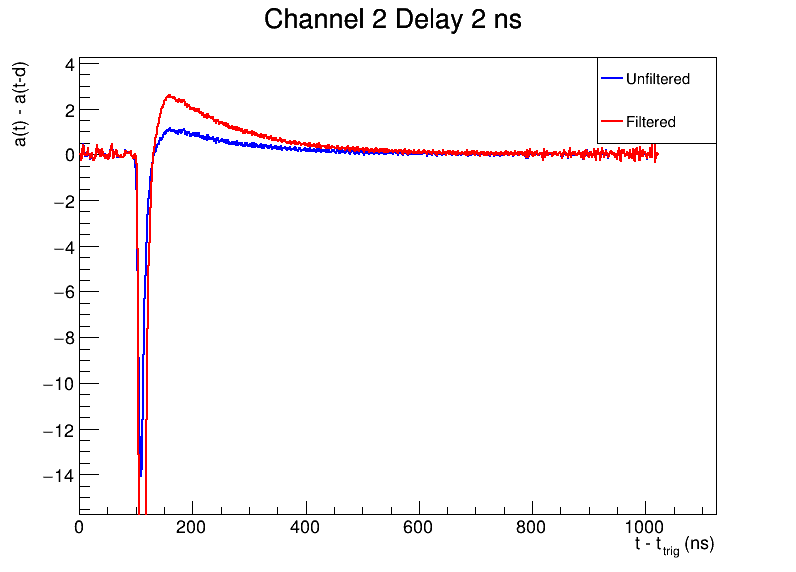 Channel 2 Delay 2 ns
a(t) - a(t-d)
4
2
0
−2
−4
−6
−8
−10
−12
−14
Unfiltered
Filtered
0 200 400 600 800 1000
t - t_trig (ns)